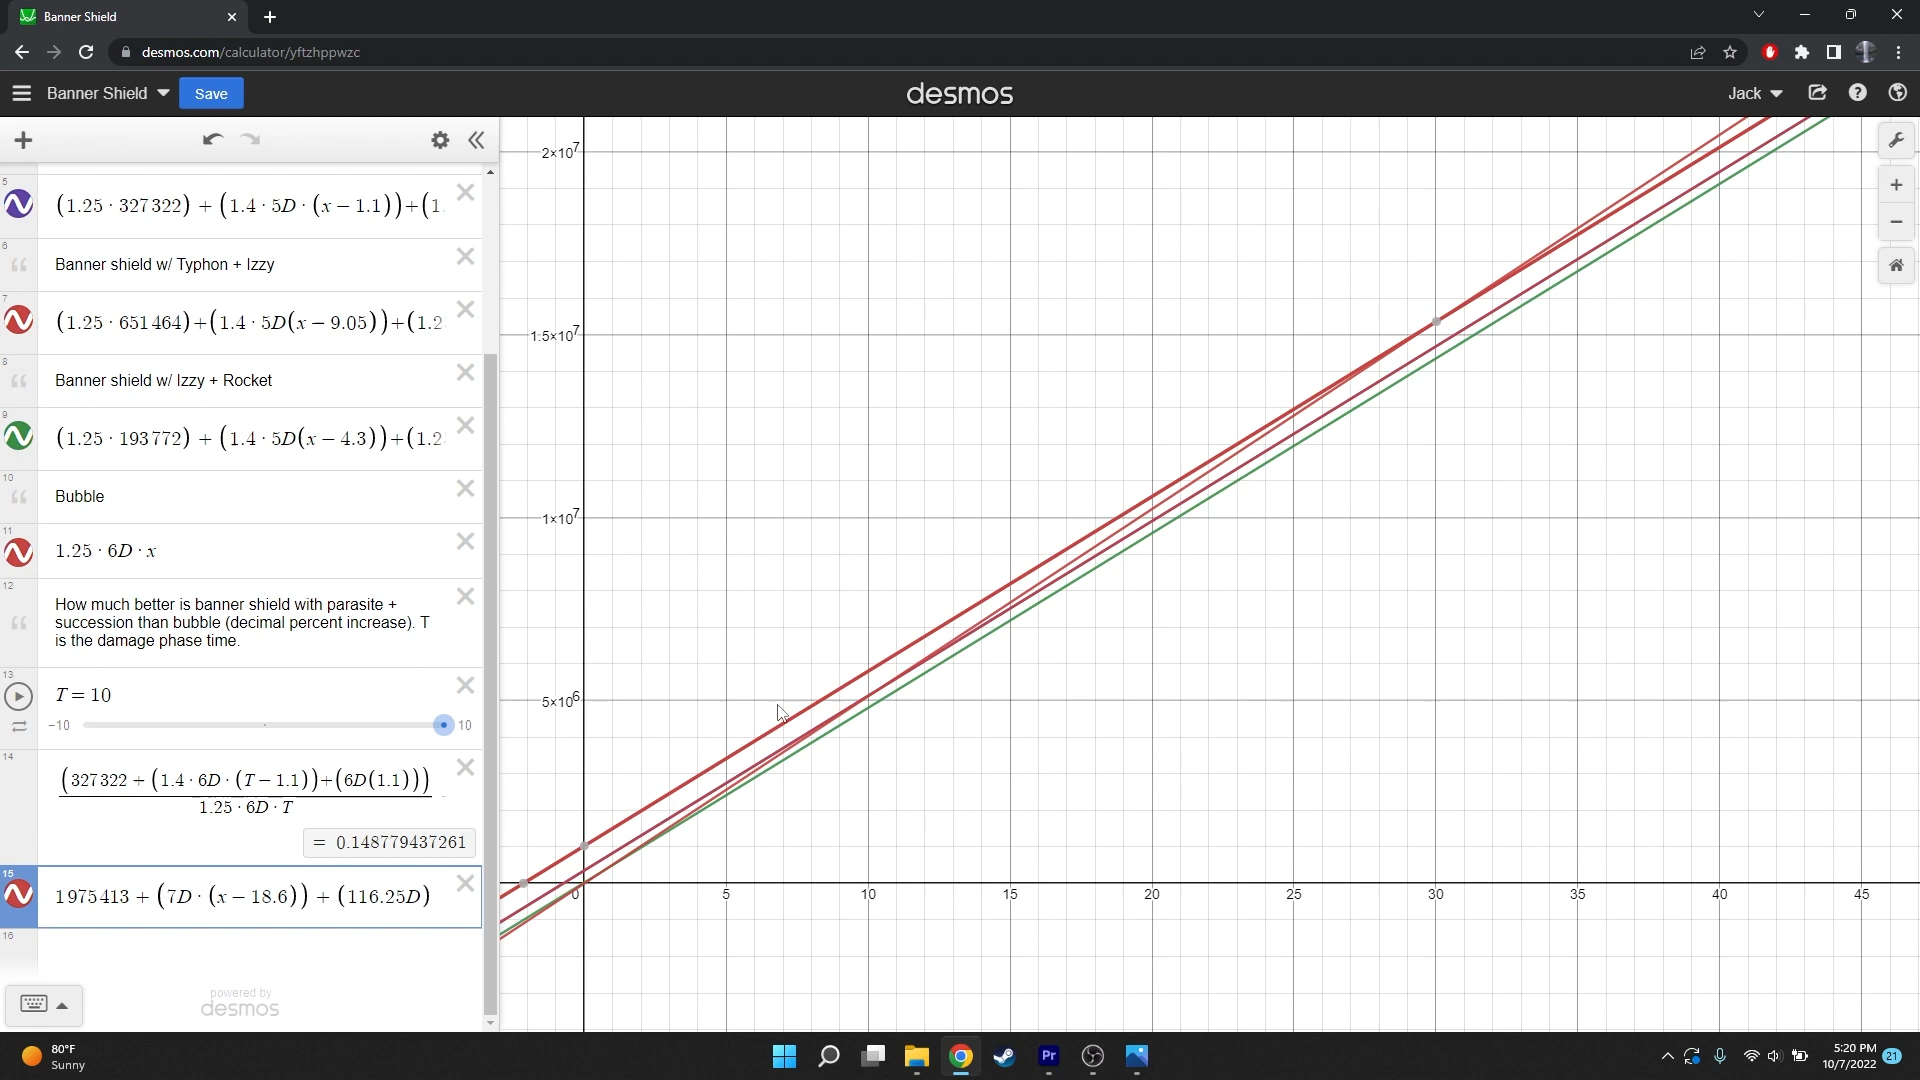 Banner Shield
desmos.com/calculator/yftzhppwzc
Banner Shield
Save
desmos
Jack
5
(1.25 · 327322) + (1.4 · 5D · (x − 1.1))+(1.
6
Banner shield w/ Typhon + Izzy
7
(1.25 · 651464)+(1.4 · 5D(x − 9.05))+(1.2
8
Banner shield w/ Izzy + Rocket
9
(1.25 · 193772) + (1.4 · 5D(x − 4.3))+(1.2
10
Bubble
11
1.25 · 6D · x
12
How much better is banner shield with parasite +
succession than bubble (decimal percent increase). T
is the damage phase time.
13
T = 10
−10
10
14
(327322 + (1.4 · 6D · (T − 1.1))+(6D(1.1)))
1.25 · 6D · T
= 0.148779437261
15
1975413 + (7D · (x − 18.6)) + (116.25D)
16
powered by
desmos
2×10⁷
1.5×10⁷
1×10⁷
5×10⁶
0 5 10 15 20 25 30 35 40 45
80°F
Sunny
Pr
5:20 PM
10/7/2022
21